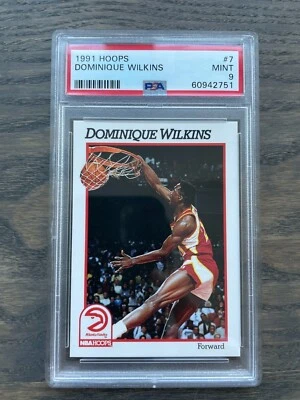 1991 HOOPS #7
DOMINIQUE WILKINS MINT
9
PSA 60942751
DOMINIQUE WILKINS
NBA HOOPS Forward